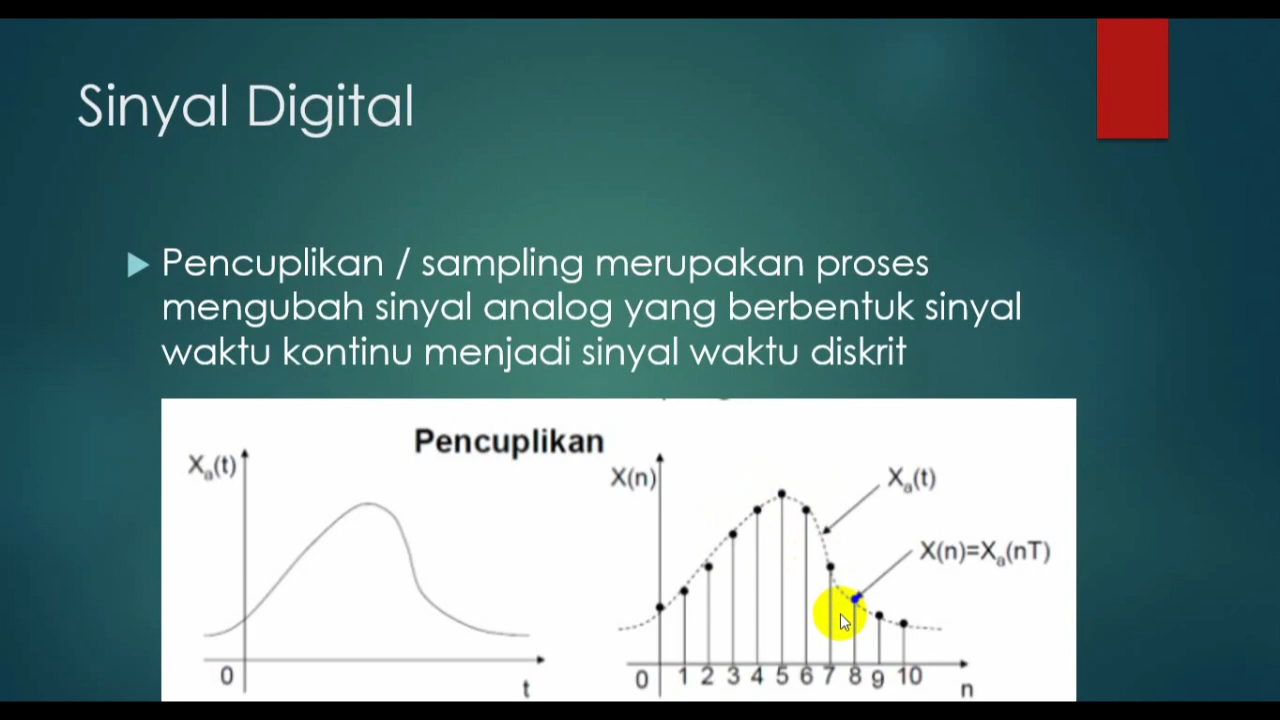 Sinyal Digital
Pencuplikan / sampling merupakan proses
mengubah sinyal analog yang berbentuk sinyal
waktu kontinu menjadi sinyal waktu diskrit
Pencuplikan
Xa(t)
0
t
X(n)
Xa(t)
X(n)=Xa(nT)
0 1 2 3 4 5 6 7 8 9 10
n